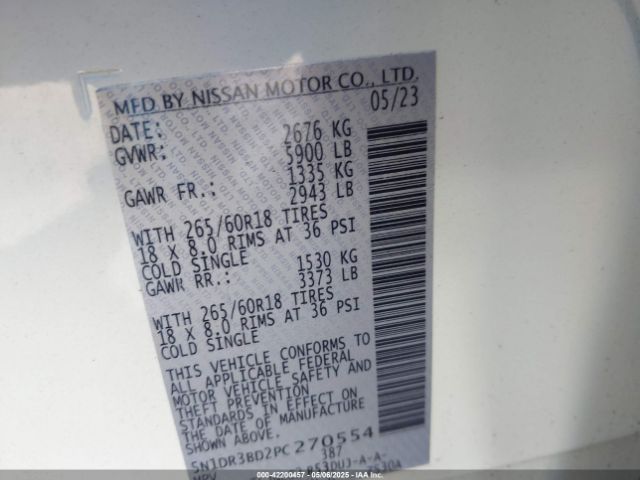 MFD BY NISSAN MOTOR CO., LTD.
DATE: 05/23
GVWR: 2676 KG
5900 LB
GAWR FR.: 1335 KG
2943 LB
WITH 265/60R18 TIRES
18 X 8.0 RIMS AT 36 PSI
COLD SINGLE
GAWR RR.: 1530 KG
3373 LB
WITH 265/60R18 TIRES
18 X 8.0 RIMS AT 36 PSI
COLD SINGLE
THIS VEHICLE CONFORMS TO
ALL APPLICABLE FEDERAL
MOTOR VEHICLE SAFETY AND
THEFT PREVENTION
STANDARDS IN EFFECT ON
THE DATE OF MANUFACTURE
SHOWN ABOVE.
5N1DR3BD2PC270554
387
MPV
000--42200457--05/06/2025--05/06/2025